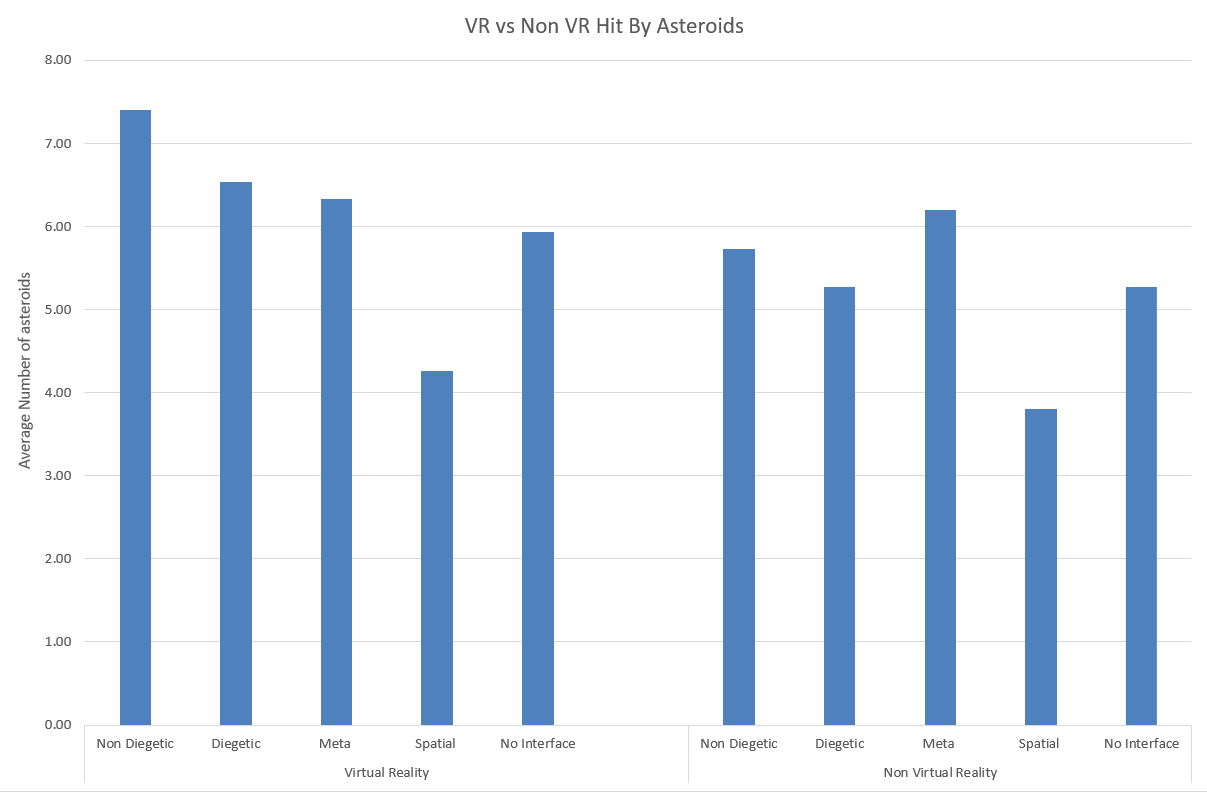 VR vs Non VR Hit By Asteroids
8.00
7.00
6.00
5.00
4.00
3.00
2.00
1.00
0.00
Average Number of asteroids
Non Diegetic Diegetic Meta Spatial No Interface Non Diegetic Diegetic Meta Spatial No Interface
Virtual Reality Non Virtual Reality